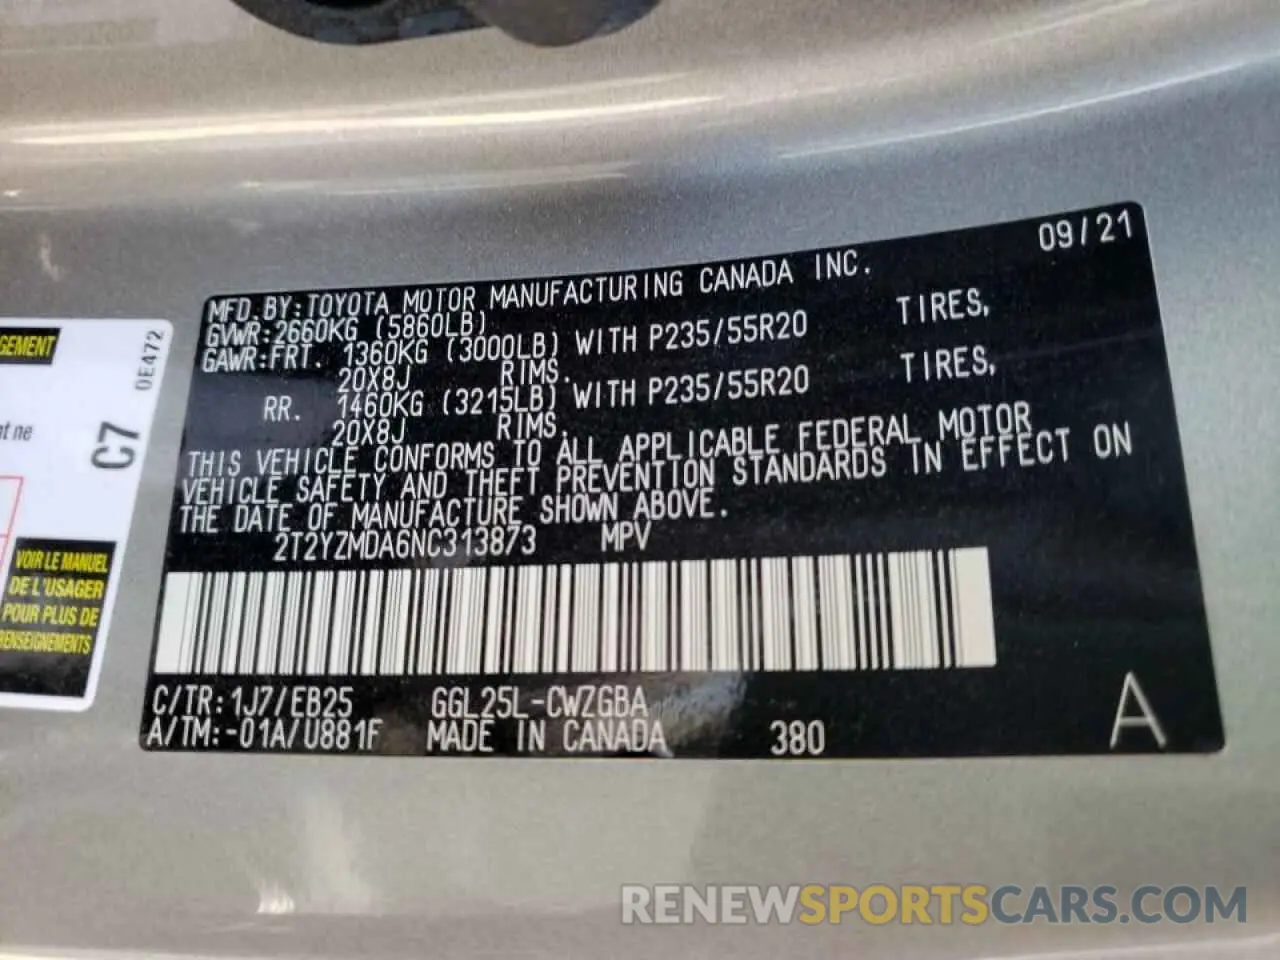 09/21
MFD.BY:TOYOTA MOTOR MANUFACTURING CANADA INC.
GVWR:2660KG (5860LB)
GAWR:FRT. 1360KG (3000LB) WITH P235/55R20 TIRES,
20X8J RIMS.
RR. 1460KG (3215LB) WITH P235/55R20 TIRES,
20X8J RIMS.
THIS VEHICLE CONFORMS TO ALL APPLICABLE FEDERAL MOTOR
VEHICLE SAFETY AND THEFT PREVENTION STANDARDS IN EFFECT ON
THE DATE OF MANUFACTURE SHOWN ABOVE.
2T2YZMDA6NC313873 MPV
C/TR:1J7/EB25 GGL25L-CWZGBA
A/TM:-01A/U881F MADE IN CANADA 380 A
GEMENT
0E472
C7
nt ne
VOIR LE MANUEL
DE L'USAGER
POUR PLUS DE
RENSEIGNEMENTS
RENEWSPORTSCARS.COM